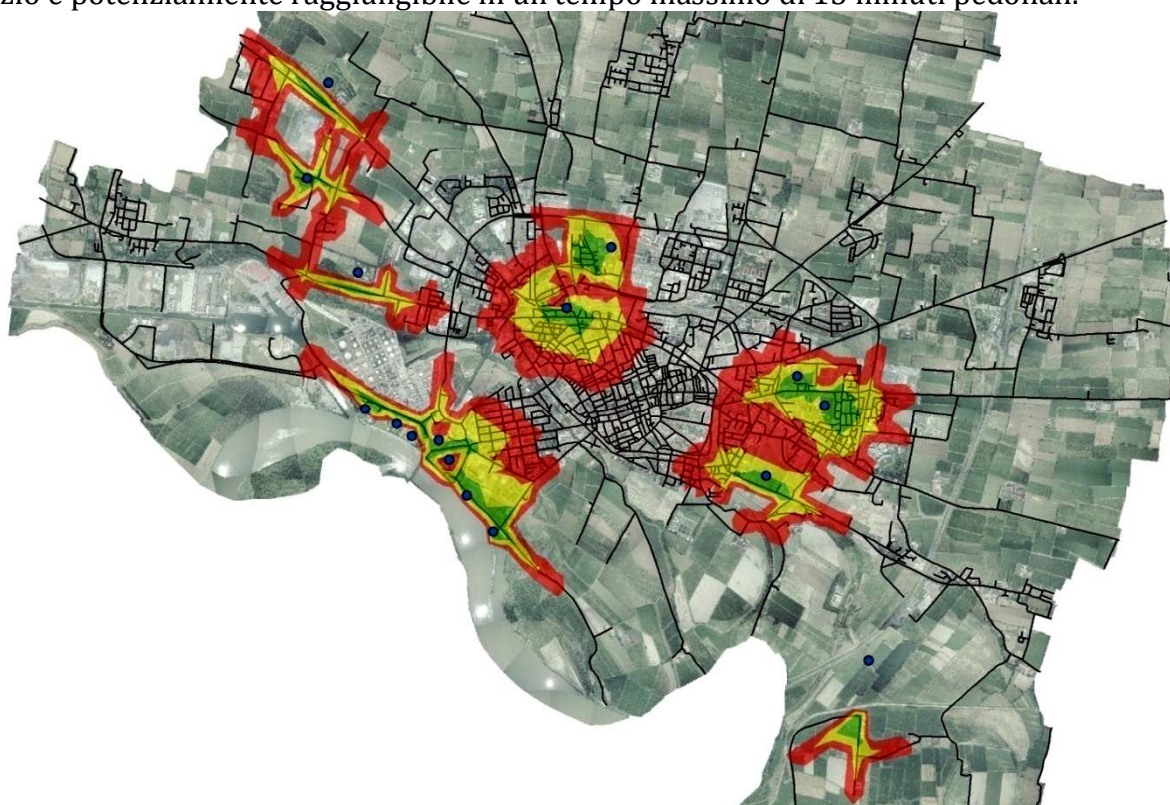 zio è potenzialmente raggiungibile in un tempo massimo di 15 minuti pedonali.